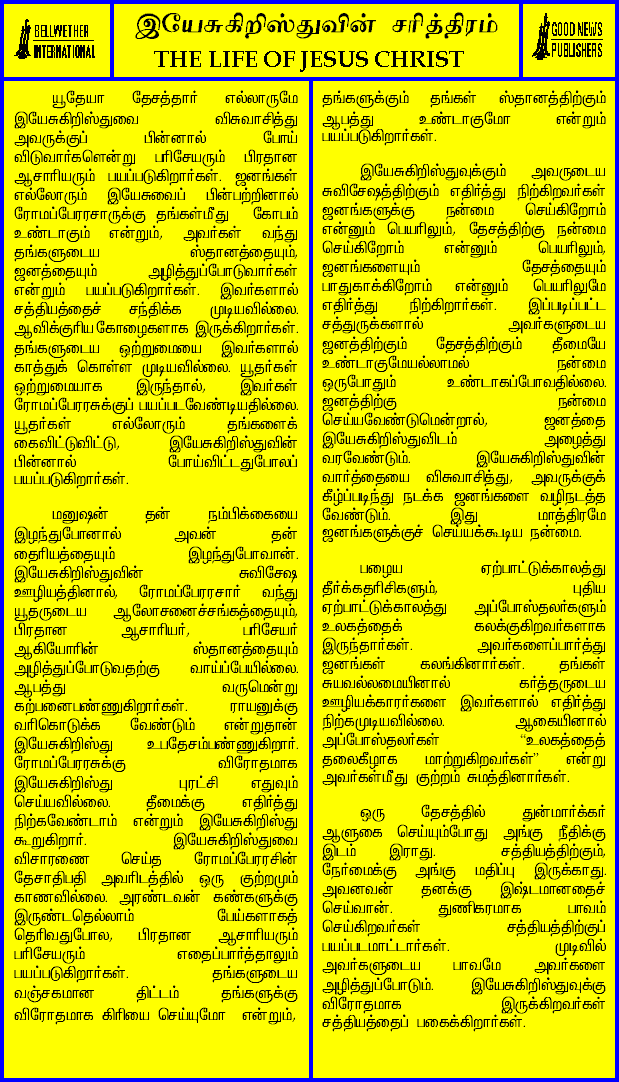 BELLWETHER
INTERNATIONAL
இயேசுகிறிஸ்துவின் சரித்திரம்
THE LIFE OF JESUS CHRIST
GOOD NEWS
PUBLISHERS
யூதேயா தேசத்தார் எல்லாருமே
இயேசுகிறிஸ்துவை விசுவாசித்து
அவருக்குப் பின்னால் போய்
விடுவார்களென்று பரிசேயரும் பிரதான
ஆசாரியரும் பயப்படுகிறார்கள். ஜனங்கள்
எல்லோரும் இயேசுவைப் பின்பற்றினால்
ரோமப்பேரரசாருக்கு தங்கள்மீது கோபம்
உண்டாகும் என்றும், அவர்கள் வந்து
தங்களுடைய ஸ்தானத்தையும்,
ஜனத்தையும் அழித்துப்போடுவார்கள்
என்றும் பயப்படுகிறார்கள். இவர்களால்
சத்தியத்தைச் சந்திக்க முடியவில்லை.
ஆவிக்குரிய கோழைகளாக இருக்கிறார்கள்.
தங்களுடைய ஒற்றுமையை இவர்களால்
காத்துக் கொள்ள முடியவில்லை. யூதர்கள்
ஒற்றுமையாக இருந்தால், இவர்கள்
ரோமப்பேரரசுக்குப் பயப்படவேண்டியதில்லை.
யூதர்கள் எல்லோரும் தங்களைக்
கைவிட்டுவிட்டு, இயேசுகிறிஸ்துவின்
பின்னால் போய்விட்டதுபோலப்
பயப்படுகிறார்கள்.
மனுஷன் தன் நம்பிக்கையை
இழந்துபோனால் அவன் தன்
தைரியத்தையும் இழந்துபோவான்.
இயேசுகிறிஸ்துவின் சுவிசேஷ
ஊழியத்தினால், ரோமப்பேரரசார் வந்து
யூதருடைய ஆலோசனைச்சங்கத்தையும்,
பிரதான ஆசாரியர், பரிசேயர்
ஆகியோரின் ஸ்தானத்தையும்
அழித்துப்போடுவதற்கு வாய்ப்பேயில்லை.
ஆபத்து வருமென்று
கற்பனைபண்ணுகிறார்கள். ராயனுக்கு
வரிகொடுக்க வேண்டும் என்றுதான்
இயேசுகிறிஸ்து உபதேசம்பண்ணுகிறார்.
ரோமப்பேரரசுக்கு விரோதமாக
இயேசுகிறிஸ்து புரட்சி எதுவும்
செய்யவில்லை. தீமைக்கு எதிர்த்து
நிற்கவேண்டாம் என்றும் இயேசுகிறிஸ்து
கூறுகிறார். இயேசுகிறிஸ்துவை
விசாரணை செய்த ரோமப்பேரரசின்
தேசாதிபதி அவரிடத்தில் ஒரு குற்றமும்
காணவில்லை. அரண்டவன் கண்களுக்கு
இருண்டதெல்லாம் பேய்களாகத்
தெரிவதுபோல, பிரதான ஆசாரியரும்
பரிசேயரும் எதைப்பார்த்தாலும்
பயப்படுகிறார்கள். தங்களுடைய
வஞ்சகமான திட்டம் தங்களுக்கு
விரோதமாக கிரியை செய்யுமோ என்றும்,
தங்களுக்கும் தங்கள் ஸ்தானத்திற்கும்
ஆபத்து உண்டாகுமோ என்றும்
பயப்படுகிறார்கள்.
இயேசுகிறிஸ்துவுக்கும் அவருடைய
சுவிசேஷத்திற்கும் எதிர்த்து நிற்கிறவர்கள்
ஜனங்களுக்கு நன்மை செய்கிறோம்
என்னும் பெயரிலும், தேசத்திற்கு நன்மை
செய்கிறோம் என்னும் பெயரிலும்,
ஜனங்களையும் தேசத்தையும்
பாதுகாக்கிறோம் என்னும் பெயரிலுமே
எதிர்த்து நிற்கிறார்கள். இப்படிப்பட்ட
சத்துருக்களால் அவர்களுடைய
ஜனத்திற்கும் தேசத்திற்கும் தீமையே
உண்டாகுமேயல்லாமல் நன்மை
ஒருபோதும் உண்டாகப்போவதில்லை.
ஜனத்திற்கு நன்மை
செய்யவேண்டுமென்றால், ஜனத்தை
இயேசுகிறிஸ்துவிடம் அழைத்து
வரவேண்டும். இயேசுகிறிஸ்துவின்
வார்த்தையை விசுவாசித்து, அவருக்குக்
கீழ்ப்படிந்து நடக்க ஜனங்களை வழிநடத்த
வேண்டும். இது மாத்திரமே
ஜனங்களுக்குச் செய்யக்கூடிய நன்மை.
பழைய ஏற்பாட்டுக்காலத்து
தீர்க்கதரிசிகளும், புதிய
ஏற்பாட்டுக்காலத்து அப்போஸ்தலர்களும்
உலகத்தைக் கலக்குகிறவர்களாக
இருந்தார்கள். அவர்களைப்பார்த்து
ஜனங்கள் கலங்கினார்கள். தங்கள்
சுயவல்லமையினால் கர்த்தருடைய
ஊழியக்காரர்களை இவர்களால் எதிர்த்து
நிற்கமுடியவில்லை. ஆகையினால்
அப்போஸ்தலர்கள் “உலகத்தைத்
தலைகீழாக மாற்றுகிறவர்கள்” என்று
அவர்கள்மீது குற்றம் சுமத்தினார்கள்.
ஒரு தேசத்தில் துன்மார்க்கர்
ஆளுகை செய்யும்போது அங்கு நீதிக்கு
இடம் இராது. சத்தியத்திற்கும்,
நேர்மைக்கு அங்கு மதிப்பு இருக்காது.
அவனவன் தனக்கு இஷ்டமானதைச்
செய்வான். துணிகரமாக பாவம்
செய்கிறவர்கள் சத்தியத்திற்குப்
பயப்படமாட்டார்கள். முடிவில்
அவர்களுடைய பாவமே அவர்களை
அழித்துப்போடும். இயேசுகிறிஸ்துவுக்கு
விரோதமாக இருக்கிறவர்கள்
சத்தியத்தைப் பகைக்கிறார்கள்.